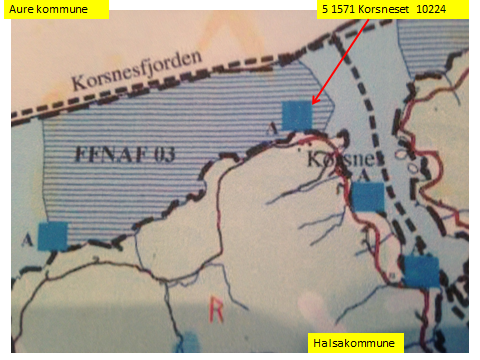 Aure kommune
5 1571 Korsneset 10224
Korsnesfjorden
A
FFNAF 03
Korsnes
A
A
R
Halsakommune